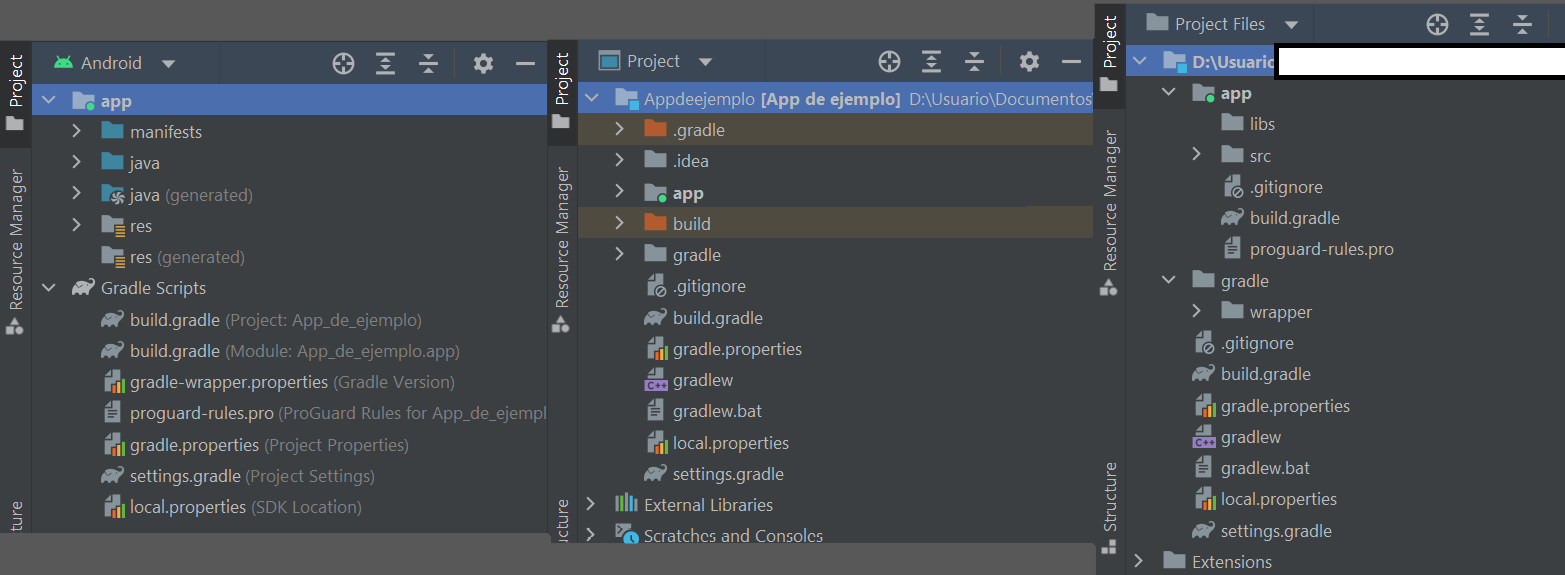 Project
Resource Manager
ture
Android
app
manifests
java
java (generated)
res
res (generated)
Gradle Scripts
build.gradle (Project: App_de_ejemplo)
build.gradle (Module: App_de_ejemplo.app)
gradle-wrapper.properties (Gradle Version)
proguard-rules.pro (ProGuard Rules for App_de_ejempl
gradle.properties (Project Properties)
settings.gradle (Project Settings)
local.properties (SDK Location)
Project
Resource Manager
ucture
Project
Appdeejemplo [App de ejemplo] D:\Usuario\Documentos
.gradle
.idea
app
build
gradle
.gitignore
build.gradle
gradle.properties
gradlew
gradlew.bat
local.properties
settings.gradle
External Libraries
Scratches and Consoles
Project
Resource Manager
Structure
Project Files
D:\Usuario
app
libs
src
.gitignore
build.gradle
proguard-rules.pro
gradle
wrapper
.gitignore
build.gradle
gradle.properties
gradlew
gradlew.bat
local.properties
settings.gradle
Extensions